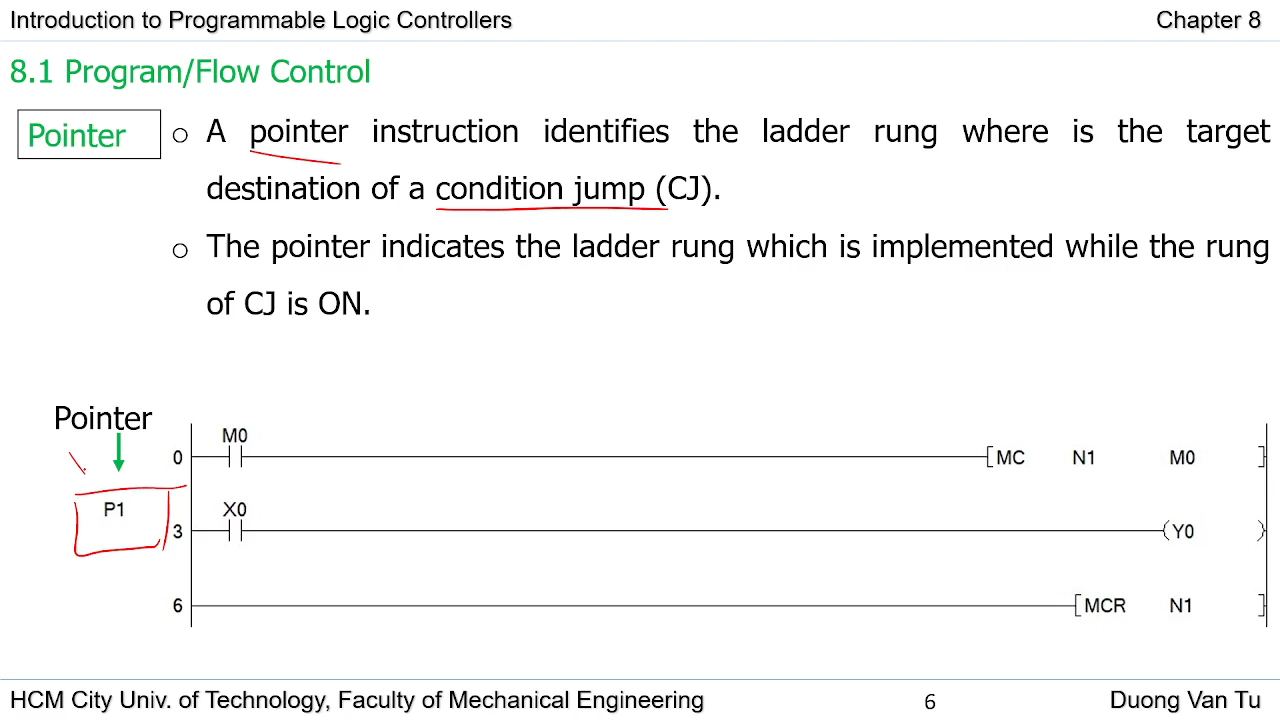 Introduction to Programmable Logic Controllers
Chapter 8
8.1 Program/Flow Control
Pointer
○ A pointer instruction identifies the ladder rung where is the target
destination of a condition jump (CJ).
○ The pointer indicates the ladder rung which is implemented while the rung
of CJ is ON.
Pointer
M0
0 [MC N1 M0 ]
P1
X0
3 (Y0 )
6 [MCR N1 ]
HCM City Univ. of Technology, Faculty of Mechanical Engineering
6
Duong Van Tu